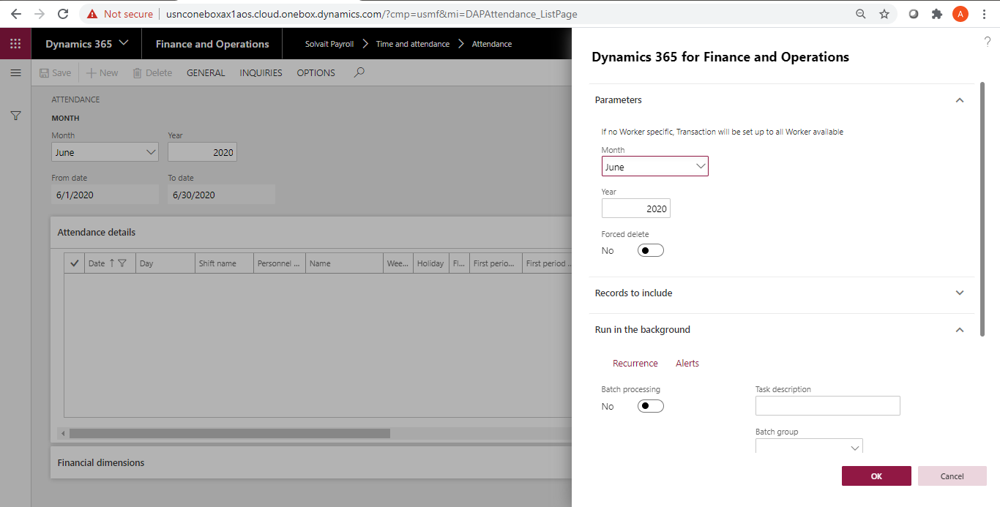 Not secure | usnconeboxax1aos.cloud.onebox.dynamics.com/?cmp=usmf&mi=DAPAttendance_ListPage
A
Dynamics 365
Finance and Operations
Solvait Payroll > Time and attendance > Attendance
Save
New
Delete
GENERAL
INQUIRIES
OPTIONS
ATTENDANCE
MONTH
Month
Year
June
2020
From date
To date
6/1/2020
6/30/2020
Attendance details
Date
Day
Shift name
Personnel ...
Name
Wee...
Holiday
Fl...
First perio...
First period ..
Financial dimensions
?
Dynamics 365 for Finance and Operations
Parameters
If no Worker specific, Transaction will be set up to all Worker available
Month
June
Year
2020
Forced delete
No
Records to include
Run in the background
Recurrence
Alerts
Batch processing
Task description
No
Batch group
OK
Cancel